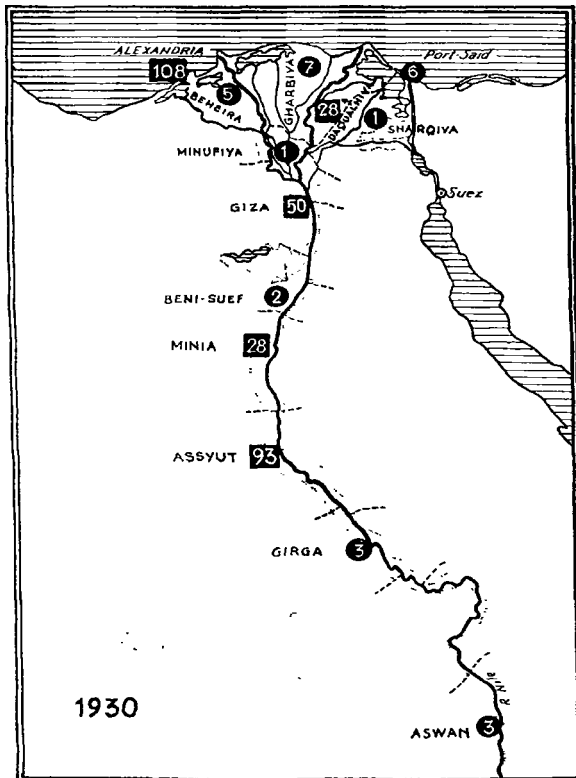 ALEXANDRIA
108
Port-Said
6
7
5
BEHEIRA
GHARBIYA
28
1
SHARQIYA
MINUFIYA
1
GIZA
50
Suez
BENI-SUEF
2
MINIA
28
ASSYUT
93
GIRGA
3
R. Nile
1930
ASWAN
3